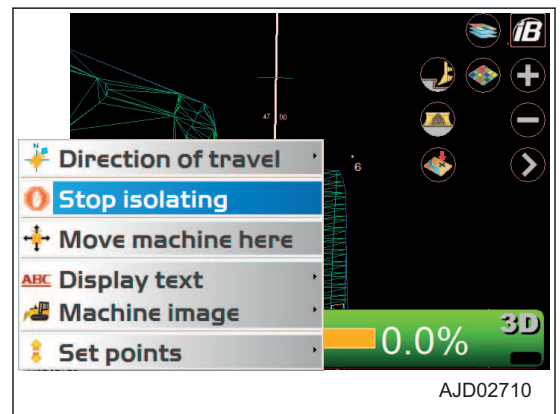 iB
47 00
N
Direction of travel
6
Stop isolating
Move machine here
ABC Display text
Machine image
Set points
0.0%
3D
AJD02710